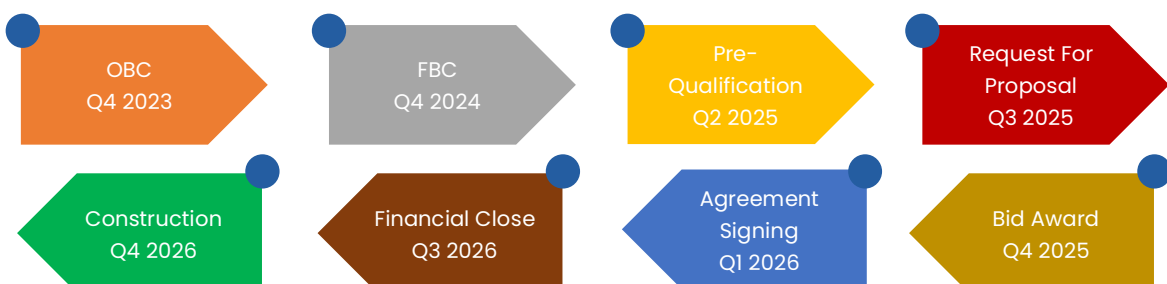 OBC
Q4 2023
FBC
Q4 2024
Pre-
Qualification
Q2 2025
Request For
Proposal
Q3 2025
Construction
Q4 2026
Financial Close
Q3 2026
Agreement
Signing
Q1 2026
Bid Award
Q4 2025